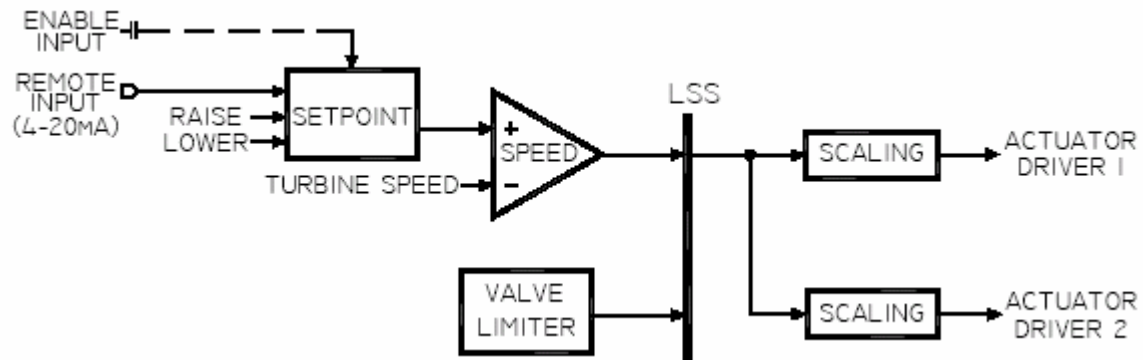 ENABLE
INPUT
REMOTE
INPUT
(4-20MA)
RAISE
LOWER
SETPOINT
TURBINE SPEED
+
SPEED
-
LSS
VALVE
LIMITER
SCALING
ACTUATOR
DRIVER 1
SCALING
ACTUATOR
DRIVER 2